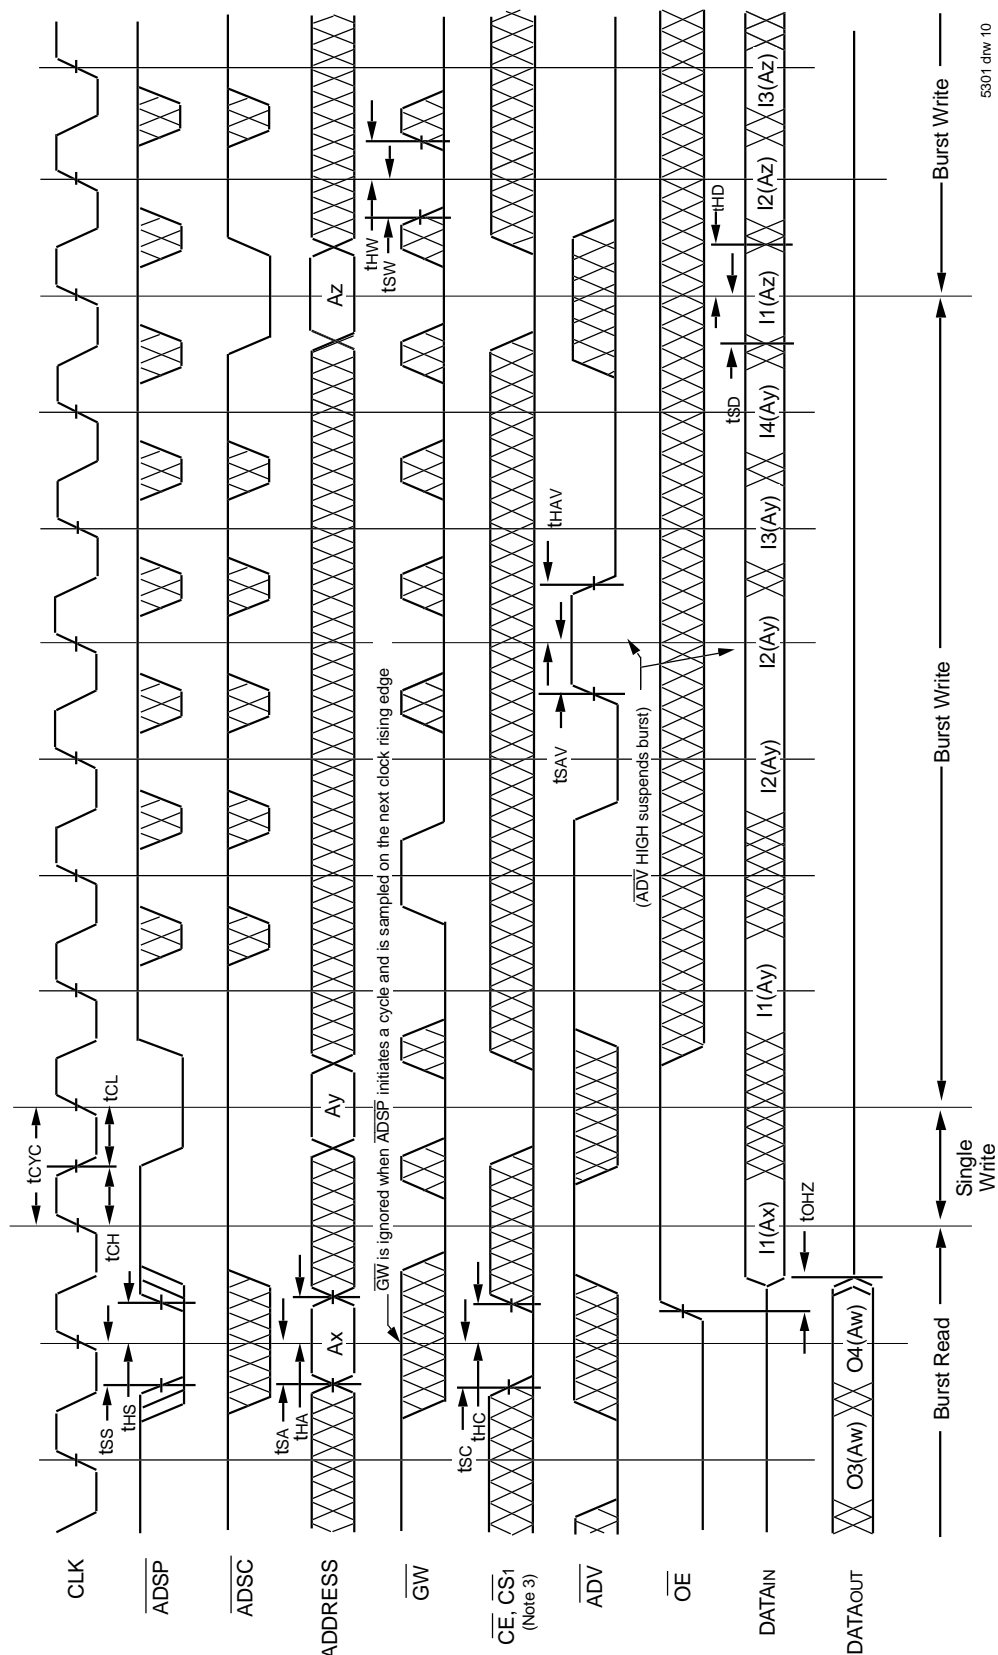 CLK
tCYC
tCH
tCL
ADSP
tSS
tHS
ADSC
ADDRESS
tSA
tHA
Ax
Ay
Az
GW
GW is ignored when ADSP initiates a cycle and is sampled on the next clock rising edge
tHW
tSW
CE, CS1
(Note 3)
tSC
tHC
ADV
tSAV
tHAV
(ADV HIGH suspends burst)
OE
DATAIN
I1(Ax)
I1(Ay)
I2(Ay)
I2(Ay)
I3(Ay)
I4(Ay)
I1(Az)
I2(Az)
I3(Az)
tSD
tHD
tOHZ
DATAOUT
O3(Aw)
O4(Aw)
Burst Read
Single
Write
Burst Write
Burst Write
5301 drw 10